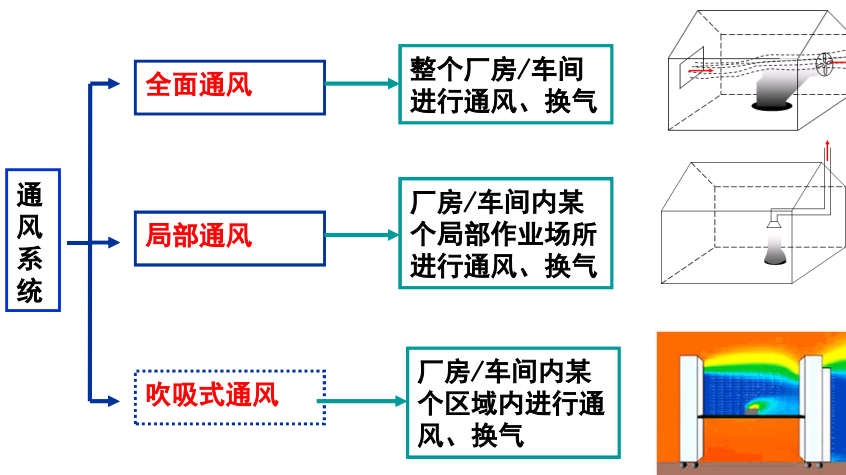 通
风
系
统
全面通风
整个厂房/车间
进行通风、换气
局部通风
厂房/车间内某
个局部作业场所
进行通风、换气
吹吸式通风
厂房/车间内某
个区域内进行通
风、换气